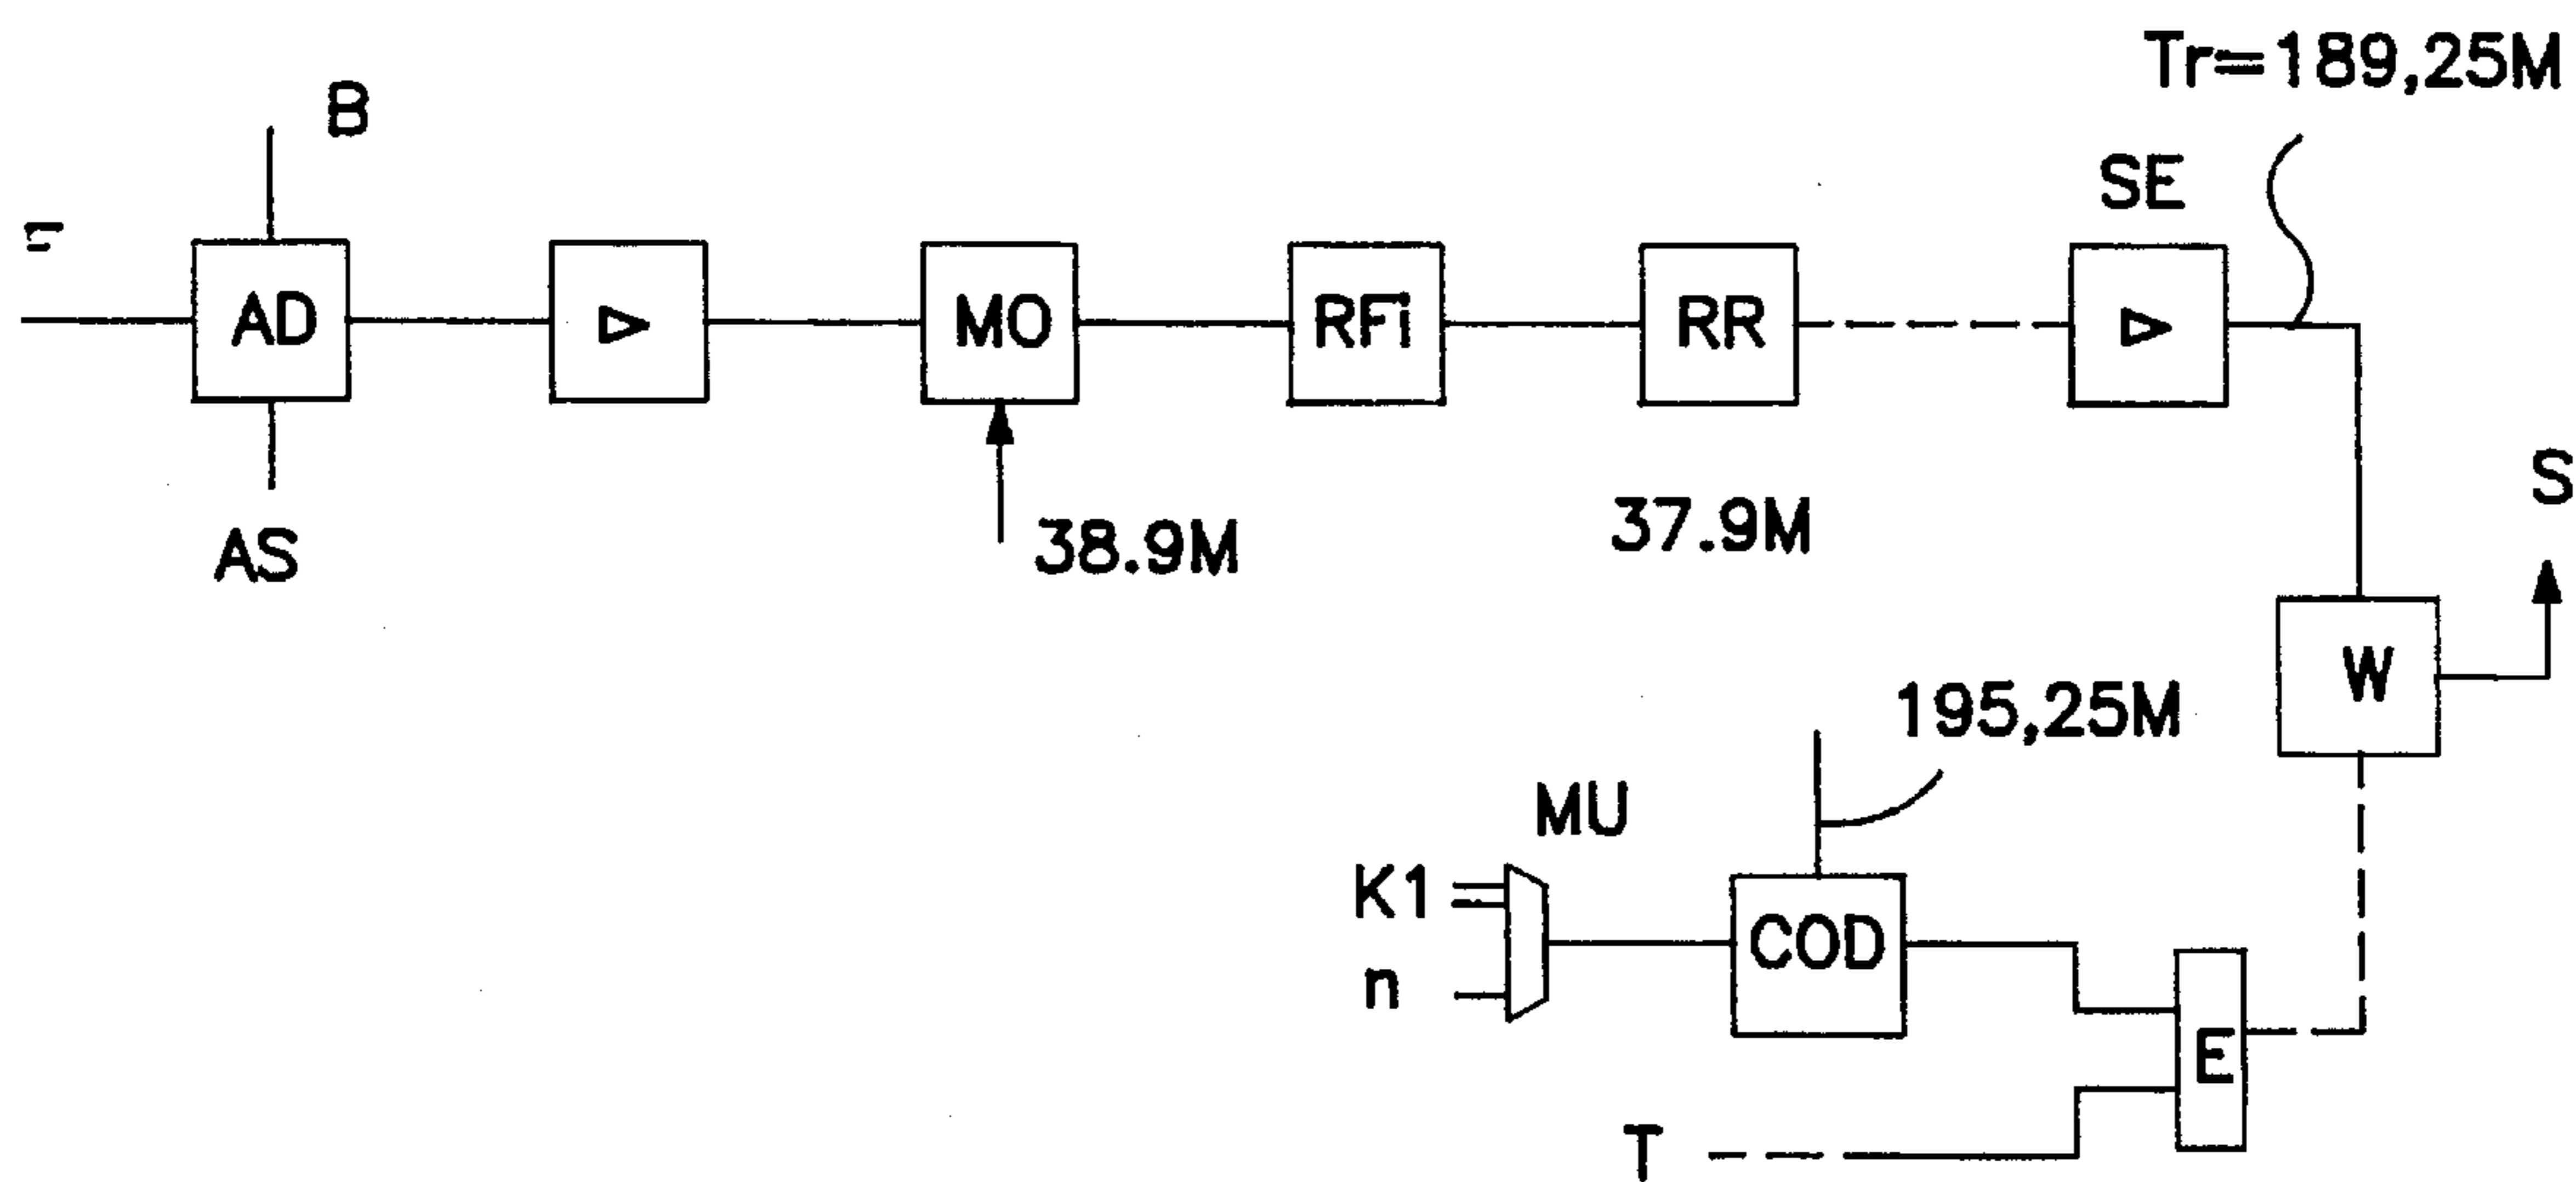 Tr=189,25M
B
SE
AD
MO
RFi
RR
S
AS
38.9M
37.9M
W
195,25M
MU
K1
COD
n
E
T